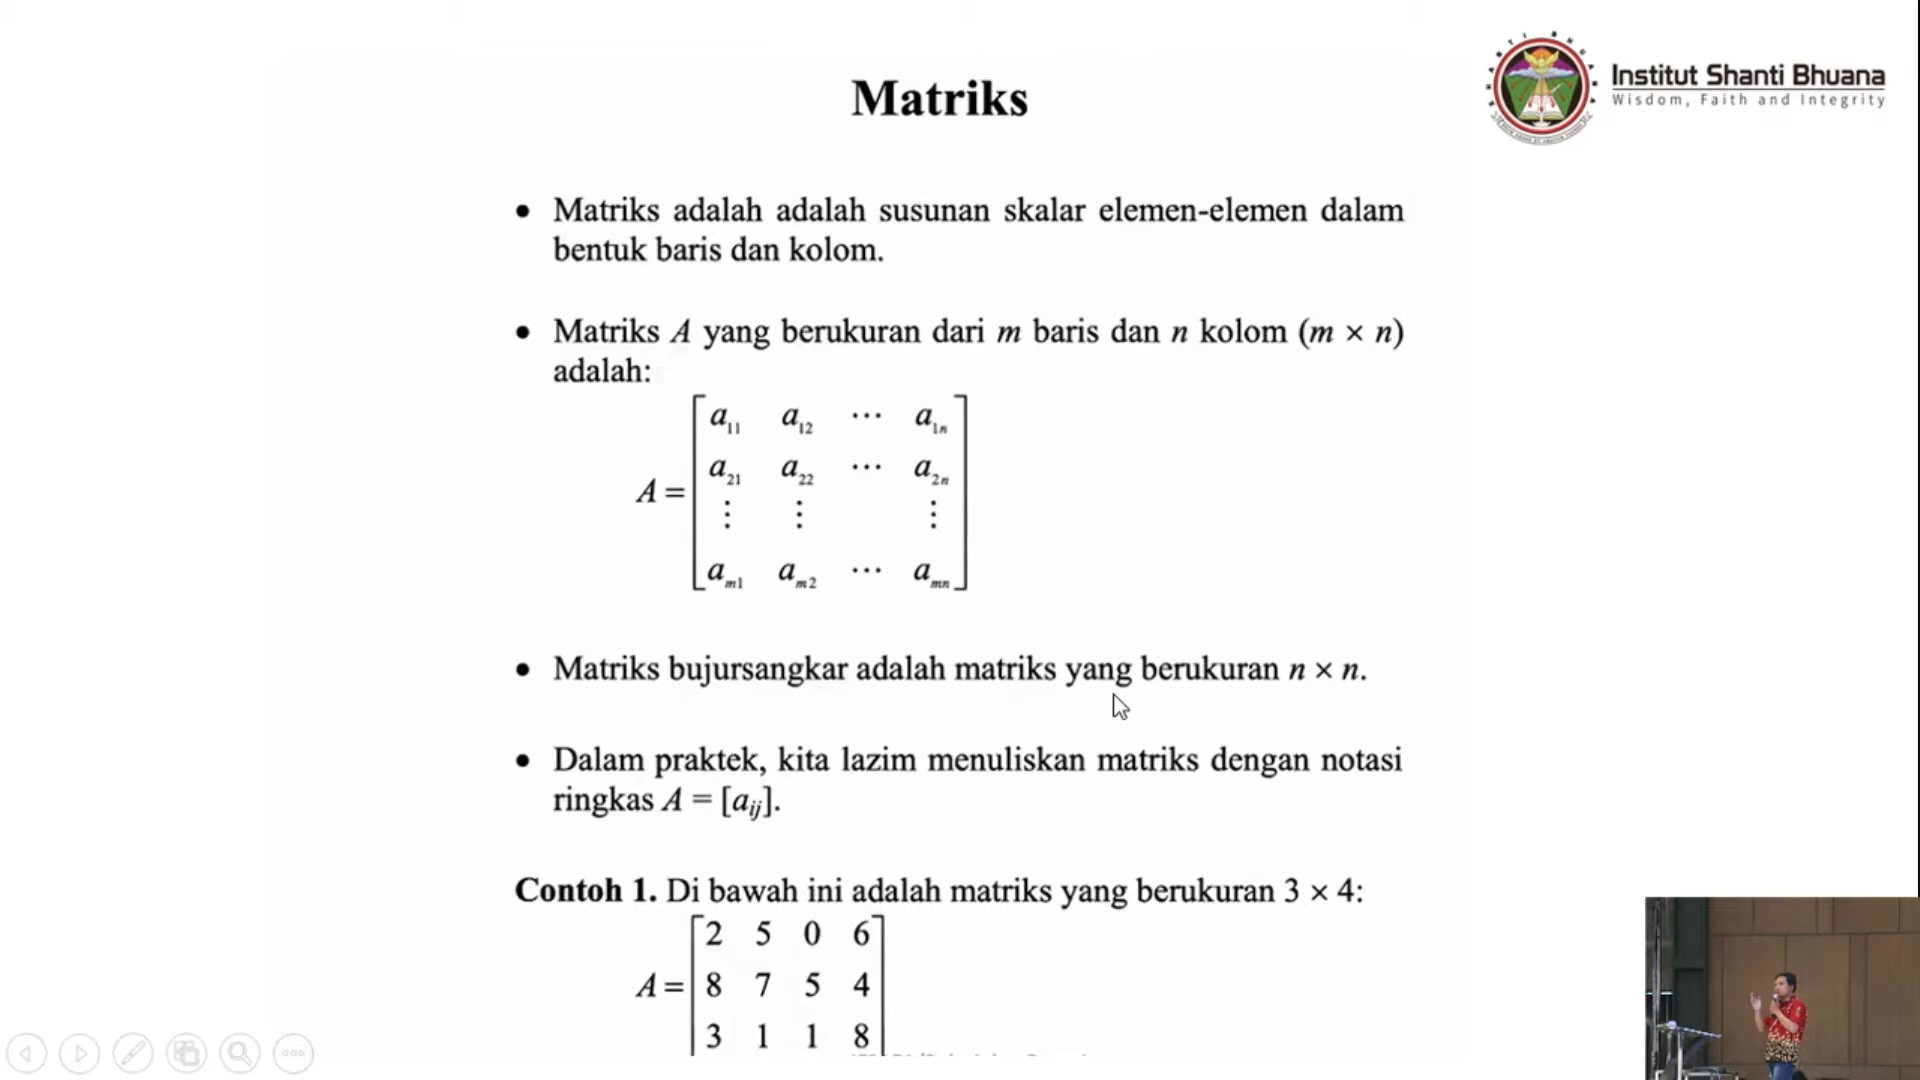 Institut Shanti Bhuana
Wisdom, Faith and Integrity
Matriks
• Matriks adalah adalah susunan skalar elemen-elemen dalam
bentuk baris dan kolom.
• Matriks A yang berukuran dari m baris dan n kolom (m × n)
adalah:
a11 a12 ⋯ a1n
a21 a22 ⋯ a2n
A =
⋮ ⋮ ⋮
am1 am2 ⋯ amn
• Matriks bujursangkar adalah matriks yang berukuran n × n.
• Dalam praktek, kita lazim menuliskan matriks dengan notasi
ringkas A = [aij].
Contoh 1. Di bawah ini adalah matriks yang berukuran 3 × 4:
2 5 0 6
A = 8 7 5 4
3 1 1 8